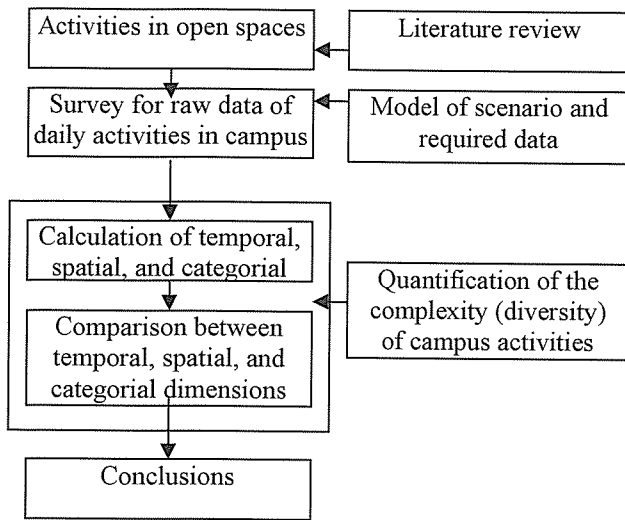 Activities in open spaces
Literature review
Survey for raw data of
daily activities in campus
Model of scenario and
required data
Calculation of temporal,
spatial, and categorial
Comparison between
temporal, spatial, and
categorial dimensions
Quantification of the
complexity (diversity)
of campus activities
Conclusions